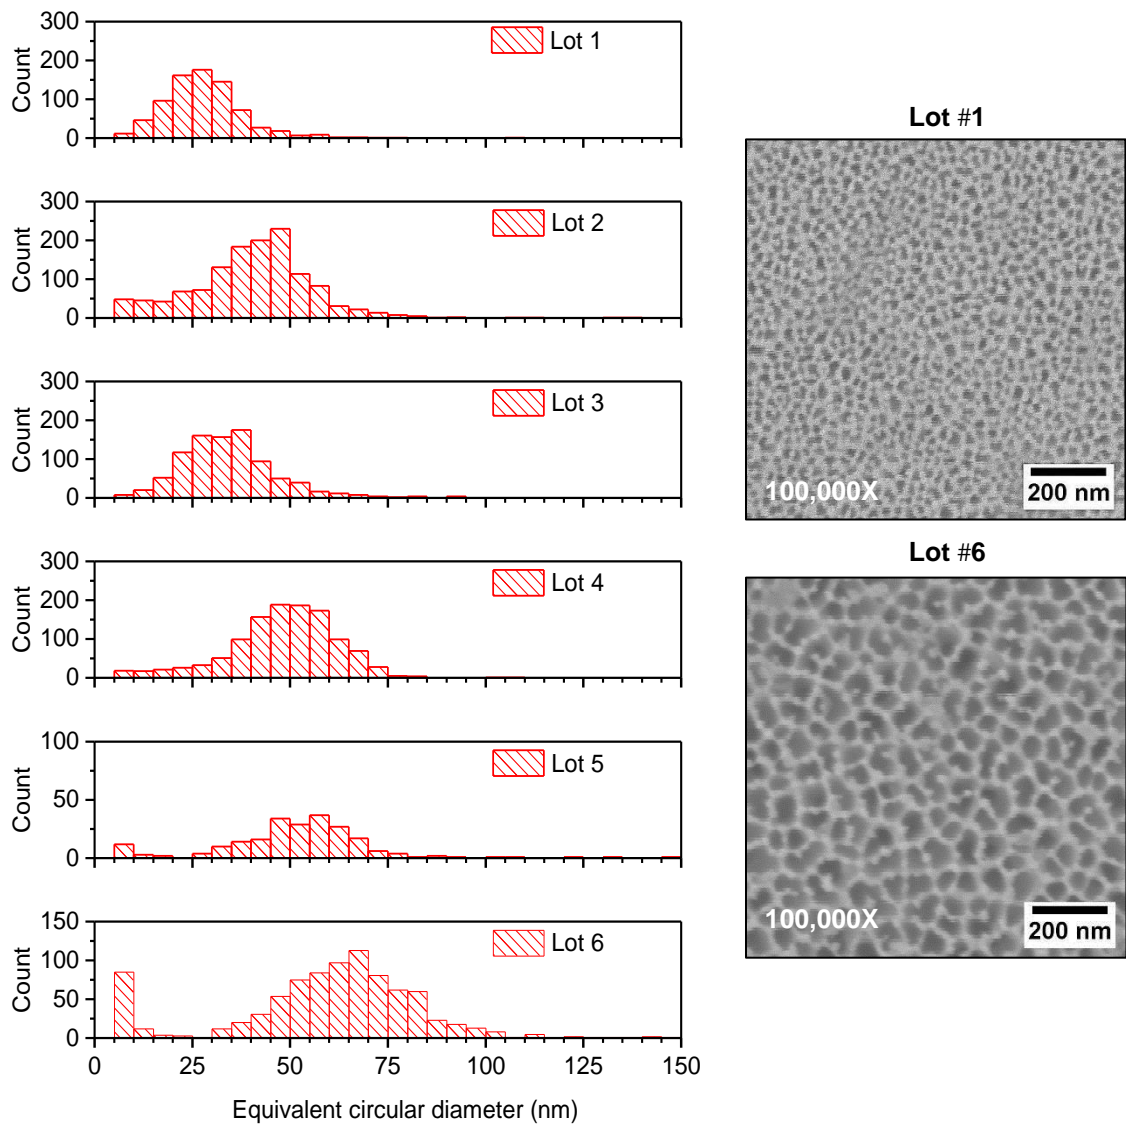 300
200
100
0
Count
Lot 1
300
200
100
0
Count
Lot 2
300
200
100
0
Count
Lot 3
300
200
100
0
Count
Lot 4
100
50
0
Count
Lot 5
150
100
50
0
Count
Lot 6
0 25 50 75 100 125 150
Equivalent circular diameter (nm)
Lot #1
100,000X
200 nm
Lot #6
100,000X
200 nm